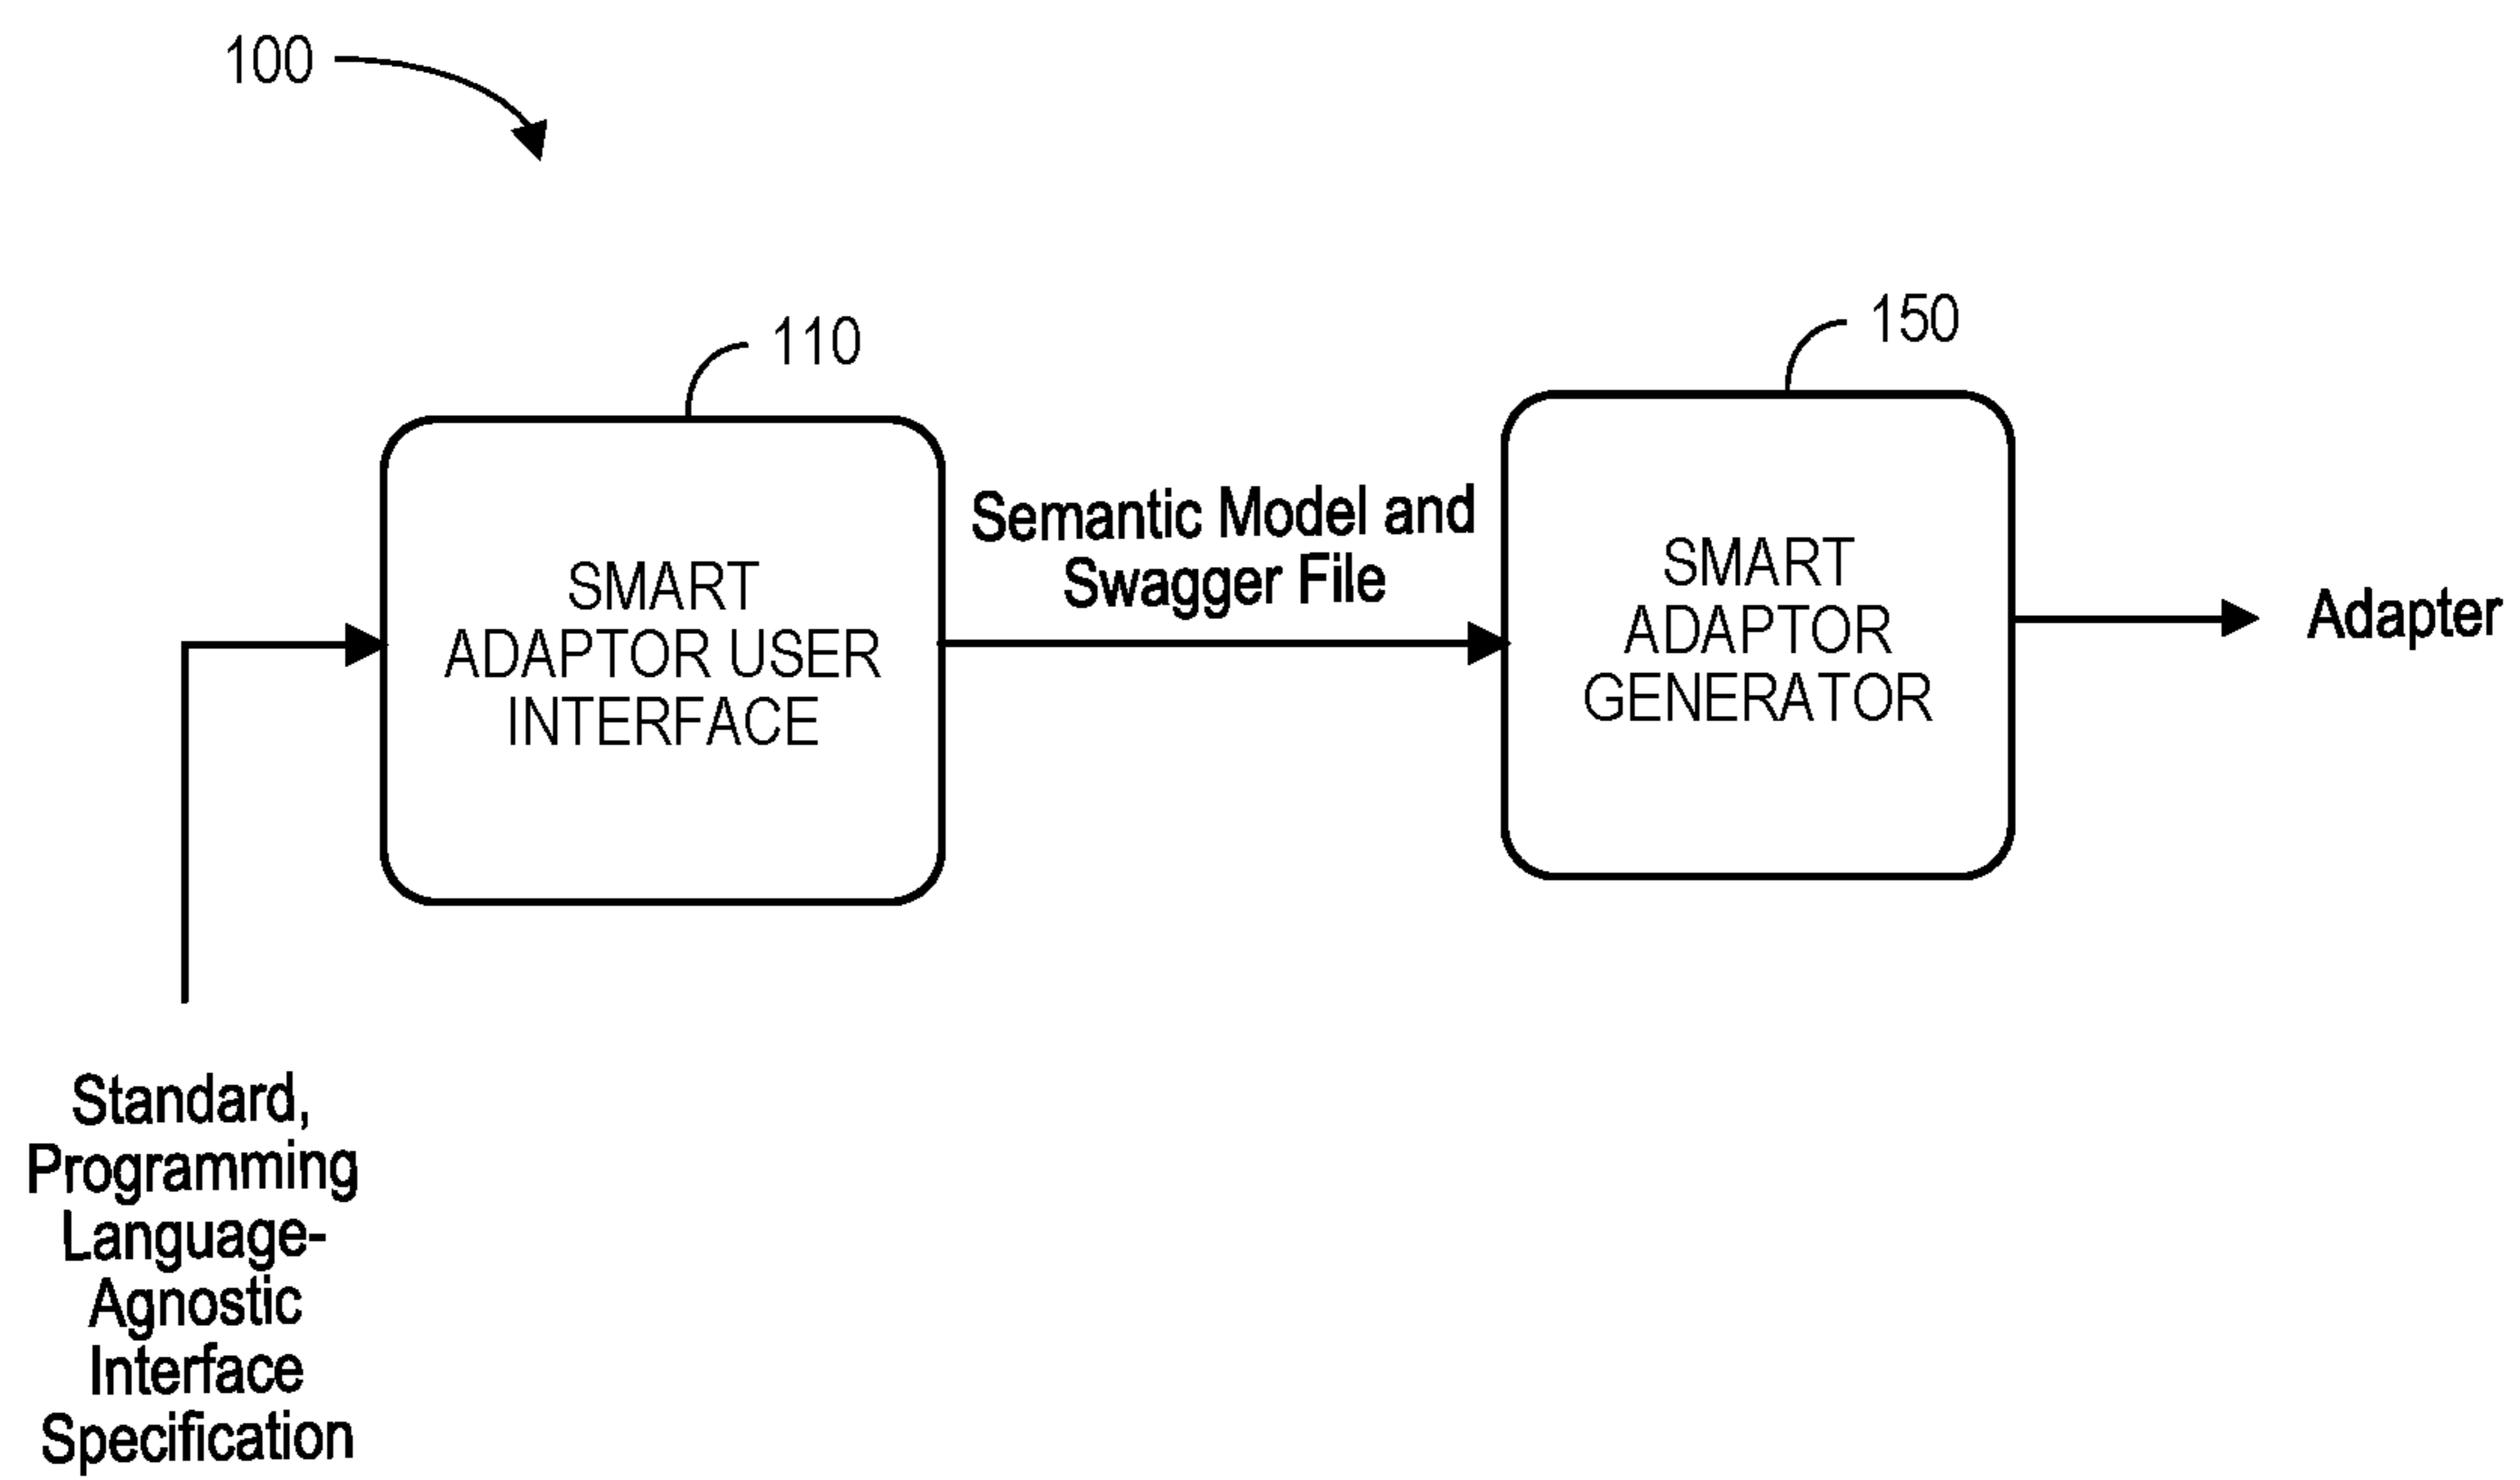 100
110
150
SMART
ADAPTOR USER
INTERFACE
Semantic Model and
Swagger File
SMART
ADAPTOR
GENERATOR
Adapter
Standard,
Programming
Language-
Agnostic
Interface
Specification